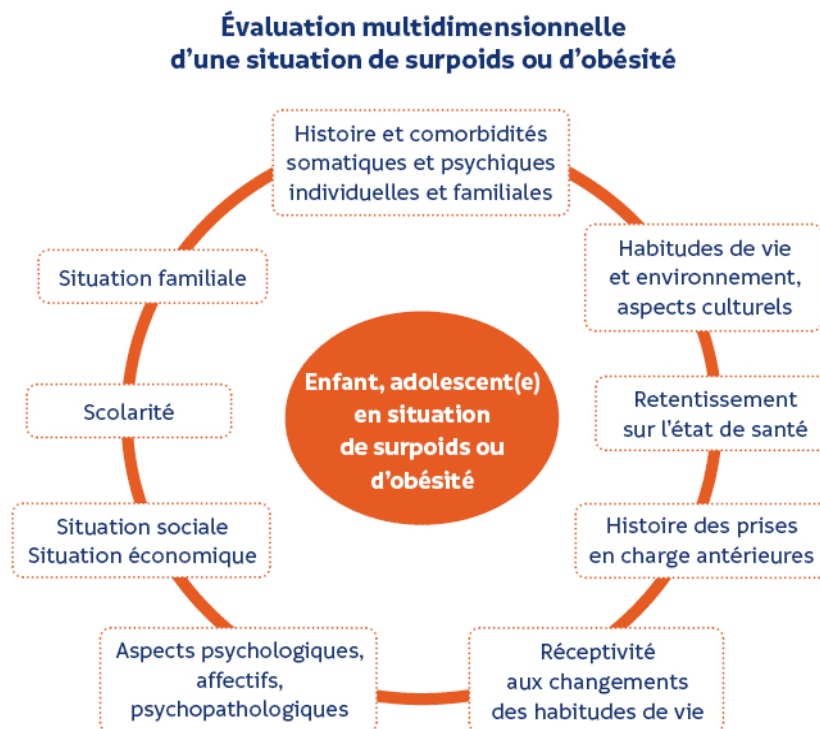 Évaluation multidimensionnelle
d'une situation de surpoids ou d'obésité
Histoire et comorbidités
somatiques et psychiques
individuelles et familiales
Habitudes de vie
et environnement,
aspects culturels
Retentissement
sur l'état de santé
Histoire des prises
en charge antérieures
Réceptivité
aux changements
des habitudes de vie
Aspects psychologiques,
affectifs,
psychopathologiques
Situation sociale
Situation économique
Scolarité
Situation familiale
Enfant, adolescent(e)
en situation
de surpoids ou
d'obésité